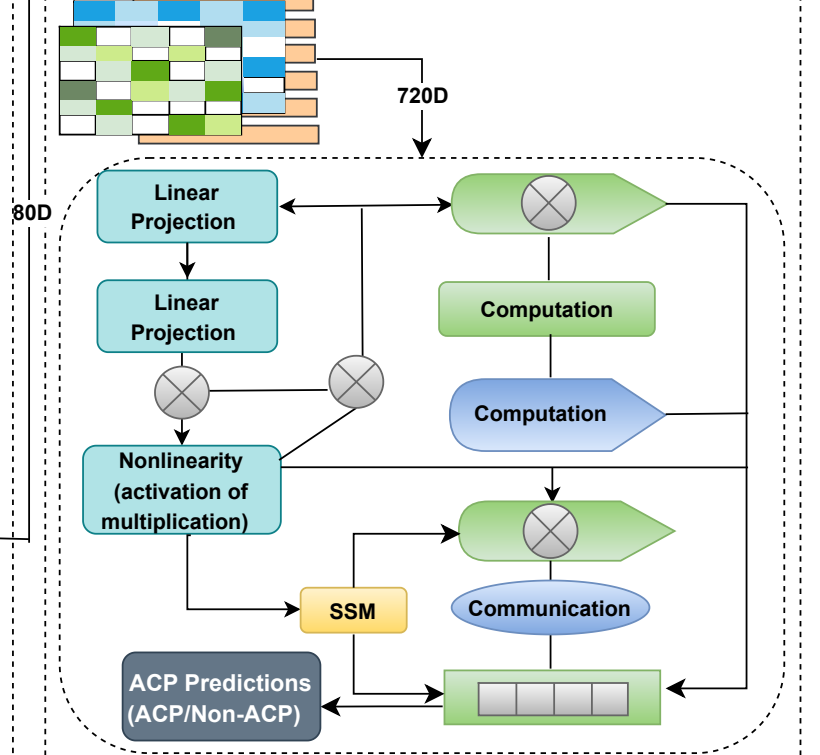 720D
80D
Linear
Projection
Linear
Projection
Computation
Computation
Nonlinearity
(activation of
multiplication)
SSM
Communication
ACP Predictions
(ACP/Non-ACP)